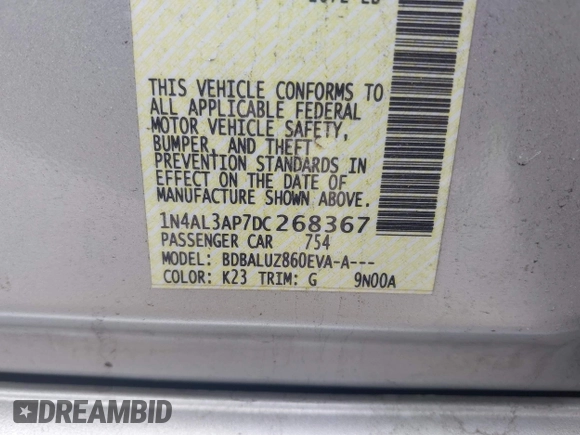 THIS VEHICLE CONFORMS TO
ALL APPLICABLE FEDERAL
MOTOR VEHICLE SAFETY,
BUMPER, AND THEFT
PREVENTION STANDARDS IN
EFFECT ON THE DATE OF
MANUFACTURE SHOWN ABOVE.
1N4AL3AP7DC268367
PASSENGER CAR 754
MODEL: BDBALUZ860EVA-A---
COLOR: K23 TRIM: G 9N00A
DREAMBID